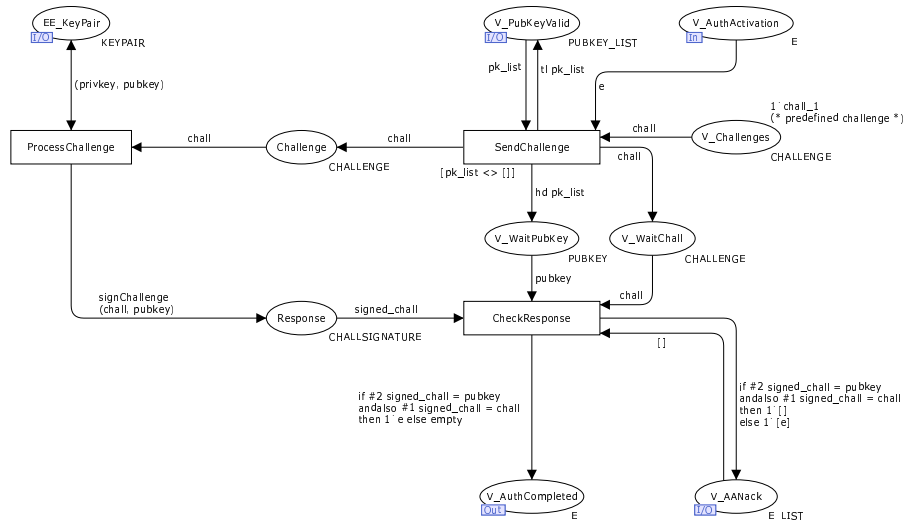 EE_KeyPair
I/O
KEYPAIR
V_PubKeyValid
I/O
PUBKEY_LIST
V_AuthActivation
In
E
(privkey, pubkey)
pk_list
tl pk_list
e
1`chall_1
(* predefined challenge *)
ProcessChallenge
chall
Challenge
CHALLENGE
chall
SendChallenge
[pk_list <> []]
chall
V_Challenges
CHALLENGE
chall
hd pk_list
V_WaitPubKey
PUBKEY
V_WaitChall
CHALLENGE
pubkey
chall
signChallenge
(chall, pubkey)
Response
CHALLSIGNATURE
signed_chall
CheckResponse
[]
if #2 signed_chall = pubkey
andalso #1 signed_chall = chall
then 1`e else empty
if #2 signed_chall = pubkey
andalso #1 signed_chall = chall
then 1`[]
else 1`[e]
V_AuthCompleted
Out
E
V_AANack
I/O
E_LIST